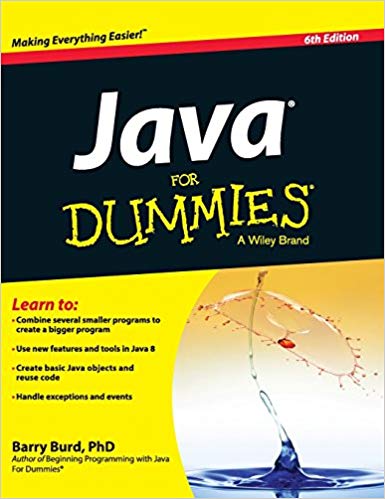 Making Everything Easier!™
6th Edition
Java®
FOR
DUMMIES®
A Wiley Brand
Learn to:
• Combine several smaller programs to
create a bigger program
• Use new features and tools in Java 8
• Create basic Java objects and
reuse code
• Handle exceptions and events
Barry Burd, PhD
Author of Beginning Programming with Java
For Dummies®